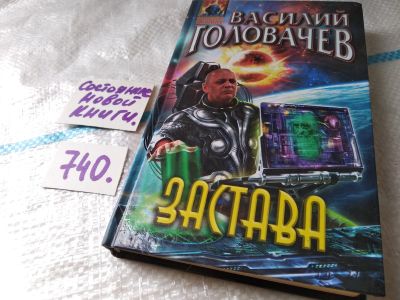 ВАСИЛИЙ
ГОЛОВАЧЕВ
Состояние
новой
книги.
740.
ЗАСТАВА